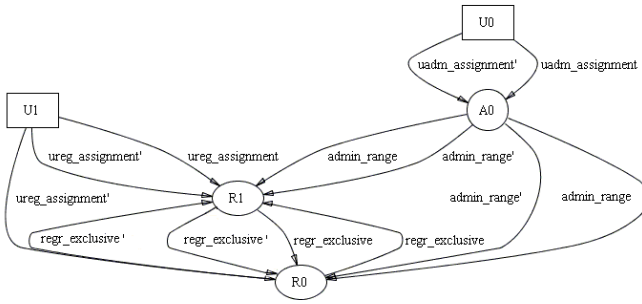 U0
uadm_assignment'
uadm_assignment
U1
A0
ureg_assignment'
ureg_assignment
admin_range
admin_range'
ureg_assignment'
R1
admin_range'
admin_range
regr_exclusive '
regr_exclusive '
regr_exclusive
regr_exclusive
R0